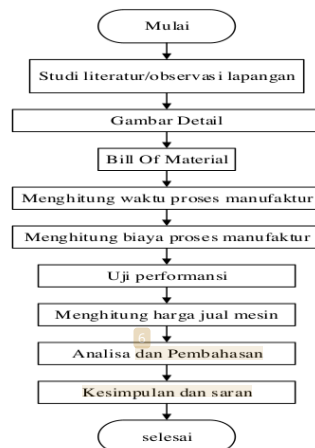 Mulai
Studi literatur/observasi lapangan
Gambar Detail
Bill Of Material
Menghitung waktu proses manufaktur
Menghitung biaya proses manufaktur
Uji performansi
Menghitung harga jual mesin
6
Analisa dan Pembahasan
Kesimpulan dan saran
selesai